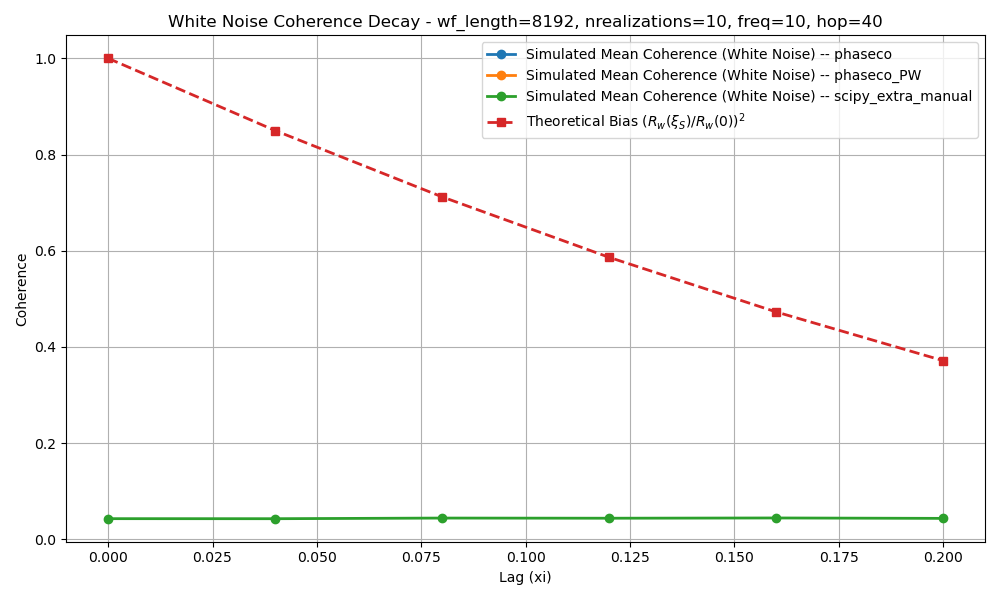 White Noise Coherence Decay - wf_length=8192, nrealizations=10, freq=10, hop=40
Simulated Mean Coherence (White Noise) -- phaseco
Simulated Mean Coherence (White Noise) -- phaseco_PW
Simulated Mean Coherence (White Noise) -- scipy_extra_manual
Theoretical Bias $(R_w(\xi_S)/R_w(0))^2$
Coherence
1.0
0.8
0.6
0.4
0.2
0.0
0.000 0.025 0.050 0.075 0.100 0.125 0.150 0.175 0.200
Lag (xi)